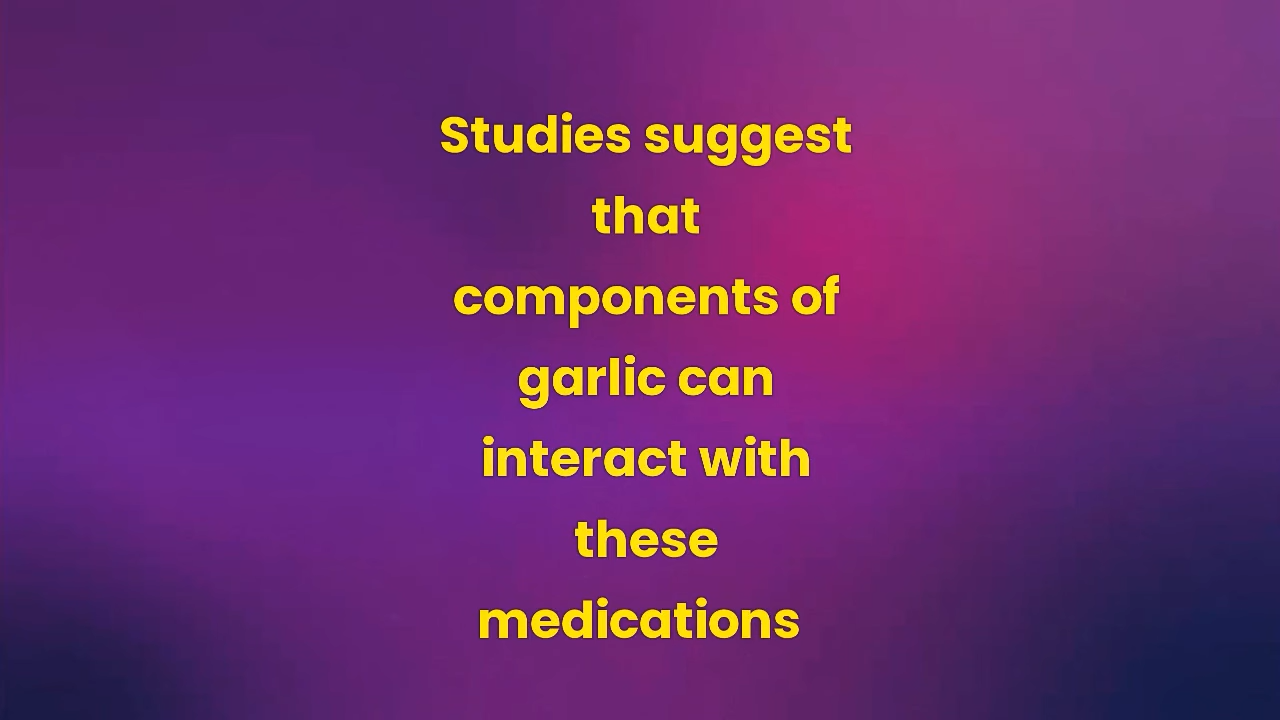 Studies suggest
that
components of
garlic can
interact with
these
medications